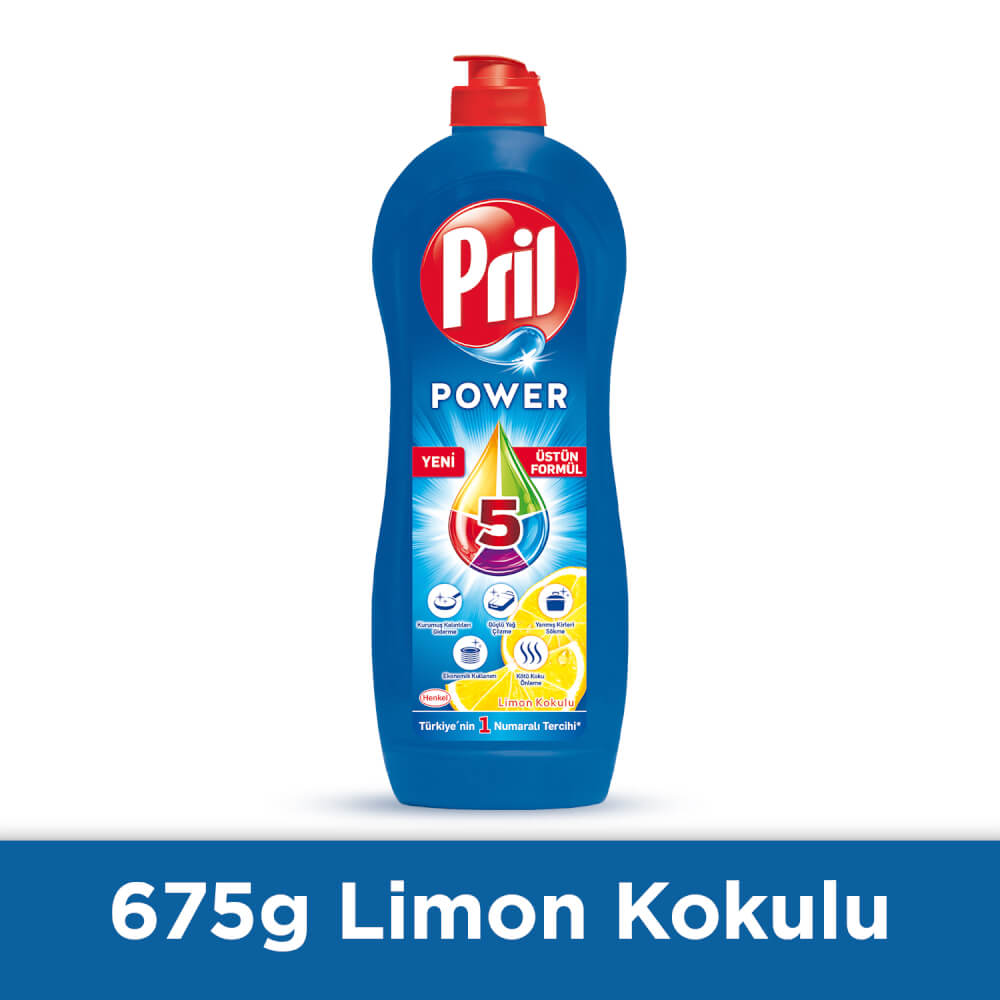 Pril
POWER
YENİ
ÜSTÜN
FORMÜL
5
Kurumuş Kalıntıları
Giderme
Güçlü Yağ
Çözme
Yanmış Kirleri
Sökme
Ekonomik Kullanım
Kötü Koku
Önleme
Henkel
Limon Kokulu
Türkiye'nin 1 Numaralı Tercihi*
675g Limon Kokulu